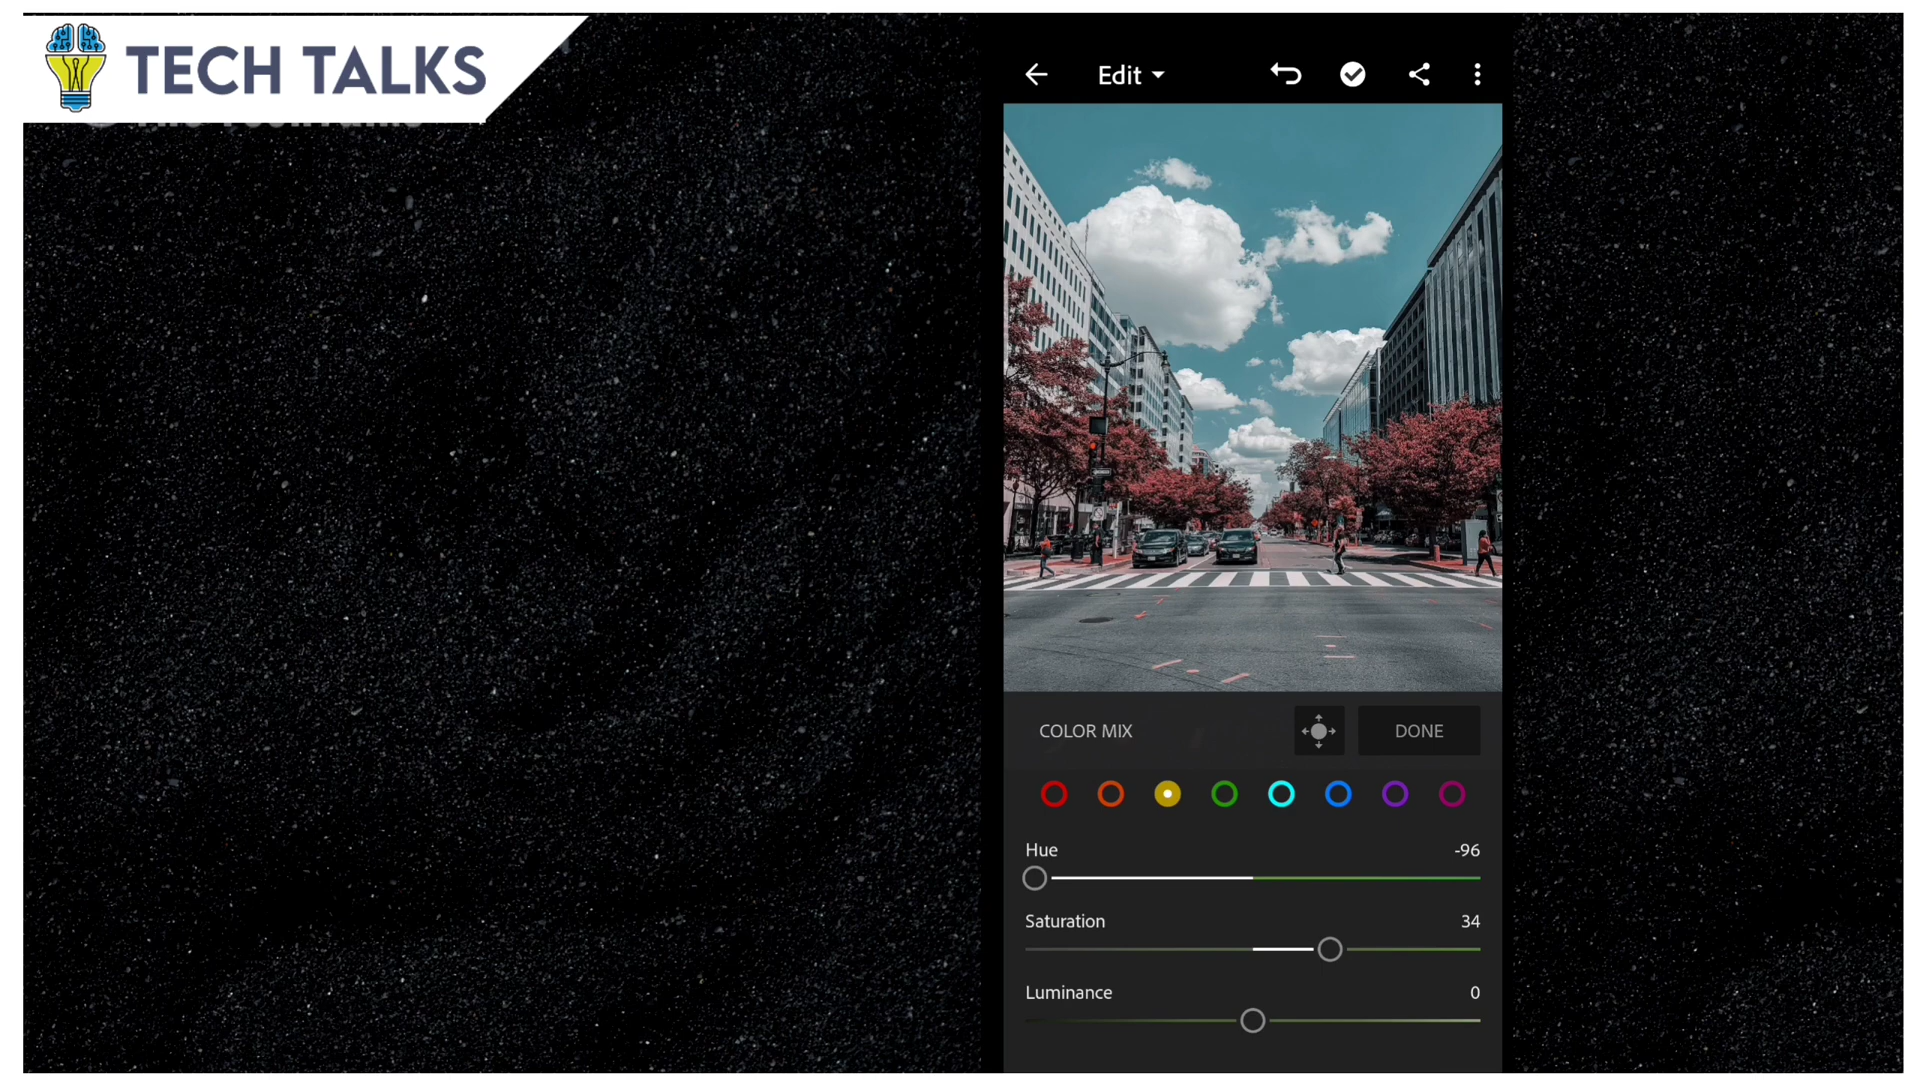 TECH TALKS
Edit
COLOR MIX
DONE
Hue
-96
Saturation
34
Luminance
0